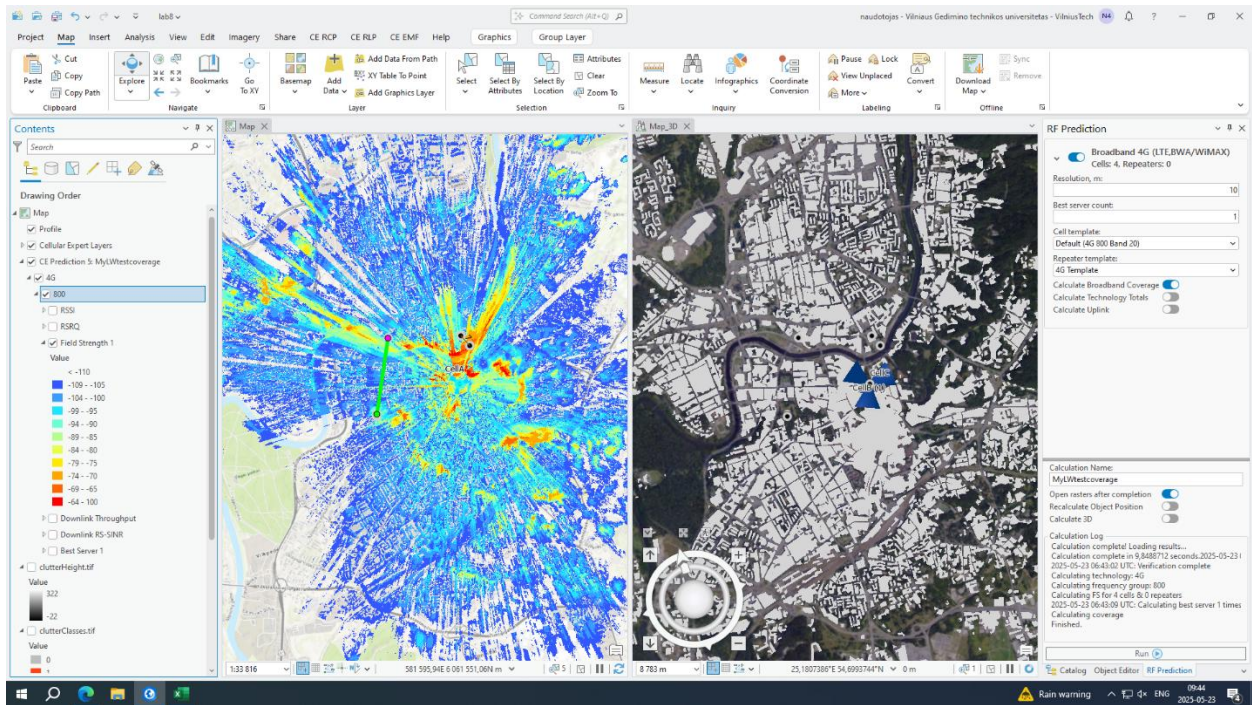 lab8
Command Search (Alt+Q)
naudotojas - Vilniaus Gedimino technikos universitetas - VilniusTech
N4
?
Project Map Insert Analysis View Edit Imagery Share CE RCP CE RLP CE EMF Help Graphics Group Layer
Paste
Cut
Copy
Copy Path
Clipboard
Explore
Bookmarks
Go To XY
Navigate
Basemap
Add Data
Add Data From Path
XY Table To Point
Add Graphics Layer
Layer
Select
Select By Attributes
Select By Location
Attributes
Clear
Zoom To
Selection
Measure
Locate
Infographics
Coordinate Conversion
Inquiry
Pause
Lock
View Unplaced
More
Convert
Labeling
Download Map
Sync
Remove
Offline
Contents
Search
Drawing Order
Map
Profile
Cellular Expert Layers
CE Prediction 5: MyLWtestcoverage
4G
800
RSSI
RSRQ
Field Strength 1
Value
< -110
-109 - -105
-104 - -100
-99 - -95
-94 - -90
-89 - -85
-84 - -80
-79 - -75
-74 - -70
-69 - -65
-64 - 100
Downlink Throughput
Downlink RS-SINR
Best Server 1
clutterHeight.tif
Value
322
-22
clutterClasses.tif
Value
0
1
Map
CellA
1:33 816
581 595,94E 6 061 551,06N m
5
Map_3D
8 783 m
25,1807386°E 54,6993744°N
0 m
1
RF Prediction
Broadband 4G (LTE,BWA/WiMAX)
Cells: 4, Repeaters: 0
Resolution, m:
10
Best server count:
1
Cell template:
Default (4G 800 Band 20)
Repeater template:
4G Template
Calculate Broadband Coverage
Calculate Technology Totals
Calculate Uplink
Calculation Name:
MyLWtestcoverage
Open rasters after completion
Recalculate Object Position
Calculate 3D
Calculation Log
Calculation complete! Loading results...
Calculation complete in 9,8488712 seconds.2025-05-23
2025-05-23 06:43:02 UTC: Verification complete
Calculating technology: 4G
Calculating frequency group: 800
Calculating FS for 4 cells & 0 repeaters
2025-05-23 06:43:09 UTC: Calculating best server 1 times
Calculating coverage
Finished.
Run
Catalog Object Editor RF Prediction
Rain warning
ENG
09:44
2025-05-23
4